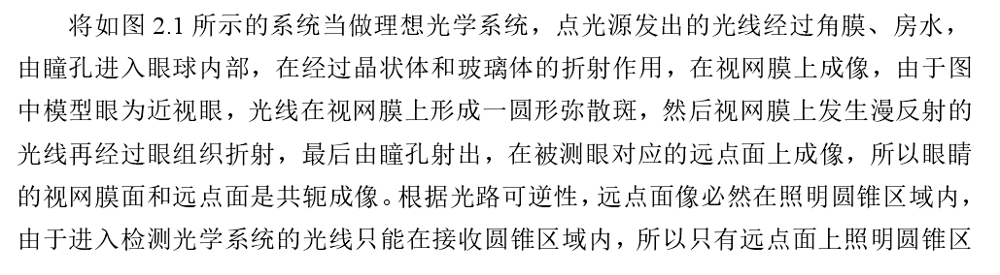 将如图 2.1 所示的系统当做理想光学系统，点光源发出的光线经过角膜、房水，
由瞳孔进入眼球内部，在经过晶状体和玻璃体的折射作用，在视网膜上成像，由于图
中模型眼为近视眼，光线在视网膜上形成一圆形弥散斑，然后视网膜上发生漫反射的
光线再经过眼组织折射，最后由瞳孔射出，在被测眼对应的远点面上成像，所以眼睛
的视网膜面和远点面是共轭成像。根据光路可逆性，远点面像必然在照明圆锥区域内，
由于进入检测光学系统的光线只能在接收圆锥区域内，所以只有远点面上照明圆锥区